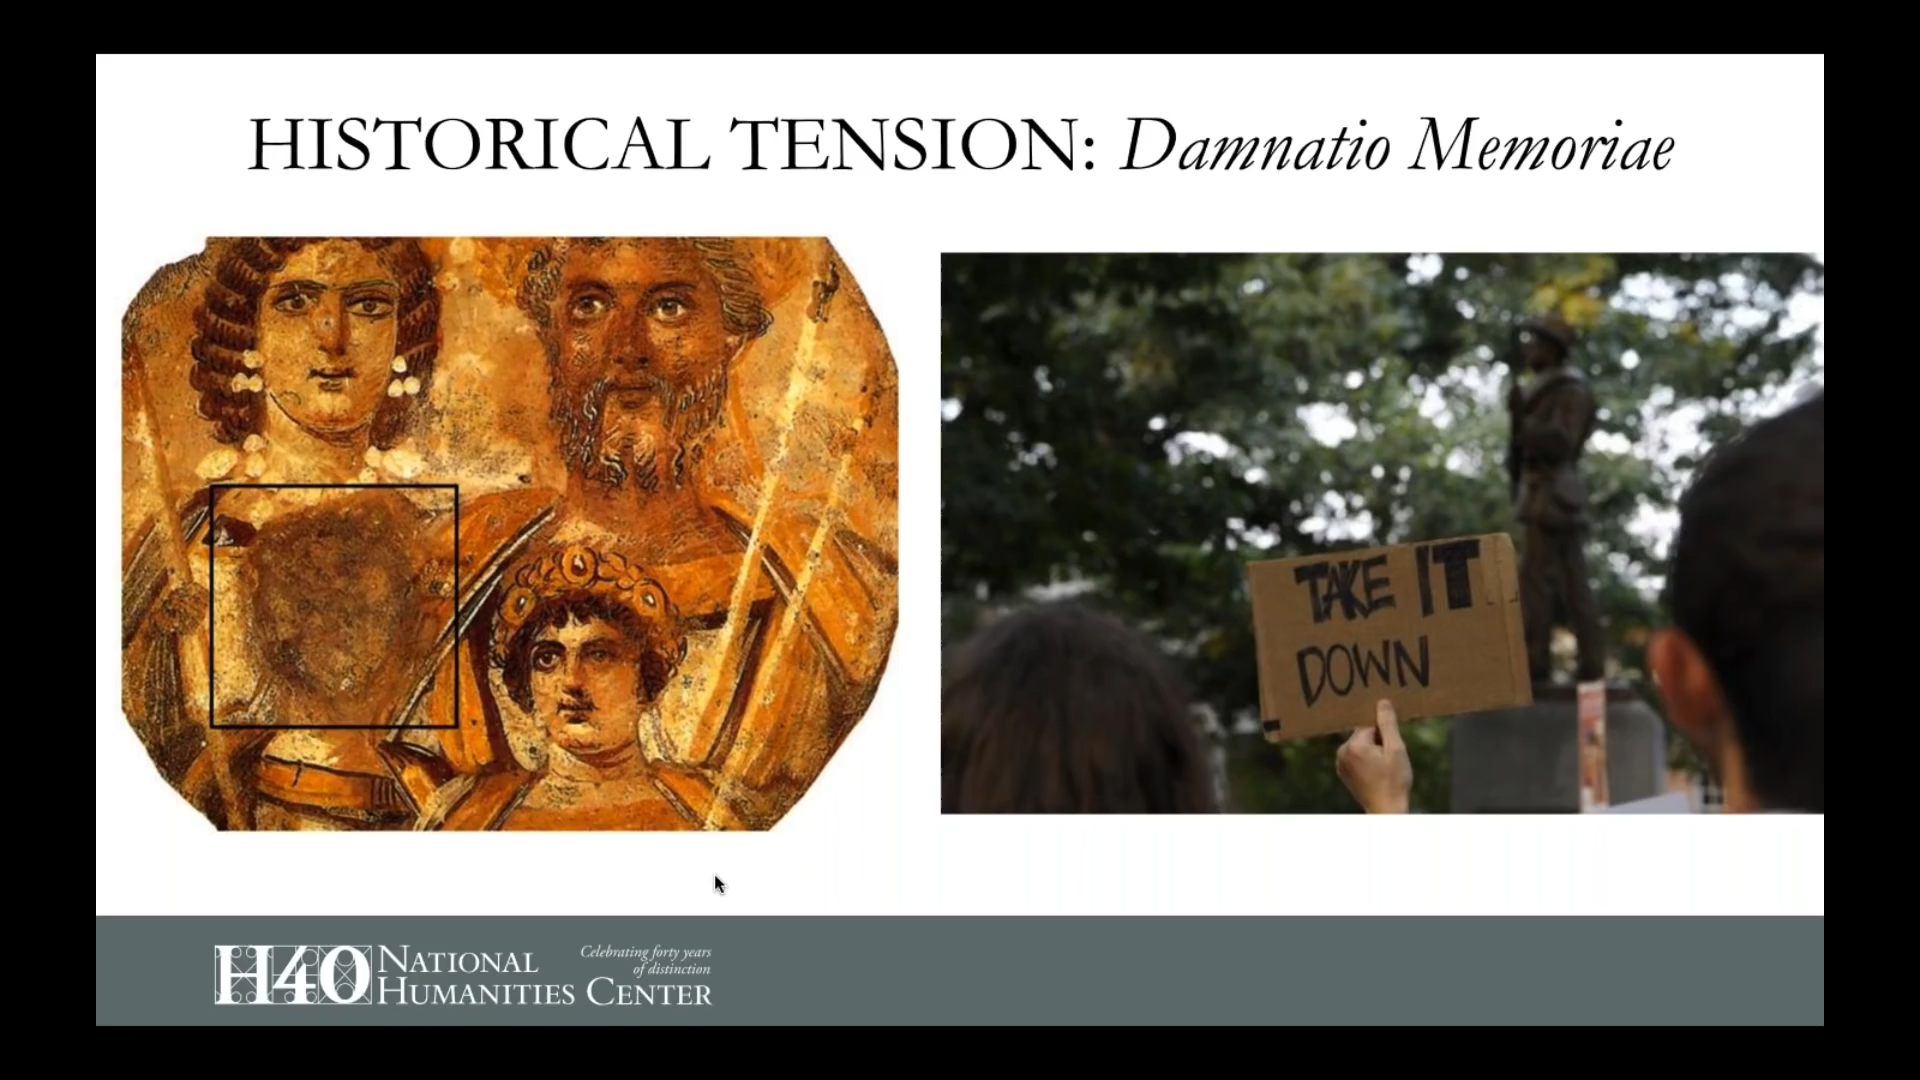 HISTORICAL TENSION: Damnatio Memoriae
TAKE IT
DOWN
H40
NATIONAL
HUMANITIES CENTER
Celebrating forty years
of distinction